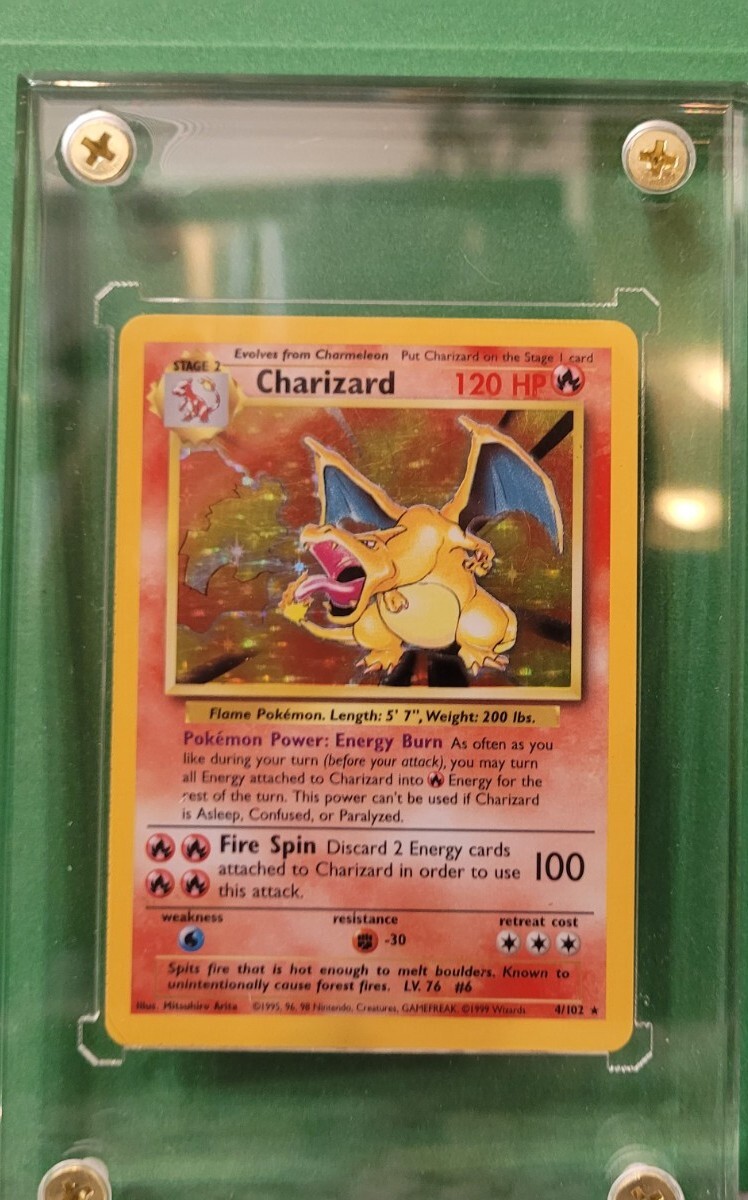 Evolves from Charmeleon Put Charizard on the Stage 1 card
STAGE 2
Charizard 120 HP
Flame Pokémon. Length: 5' 7", Weight: 200 lbs.
Pokémon Power: Energy Burn As often as you
like during your turn (before your attack), you may turn
all Energy attached to Charizard into Energy for the
rest of the turn. This power can't be used if Charizard
is Asleep, Confused, or Paralyzed.
Fire Spin Discard 2 Energy cards
attached to Charizard in order to use 100
this attack.
weakness resistance retreat cost
-30
Spits fire that is hot enough to melt boulders. Known to
unintentionally cause forest fires. LV. 76 #6
Illus. Mitsuhiro Arita ©1995, 96, 98 Nintendo, Creatures, GAMEFREAK. ©1999 Wizards. 4/102 ★